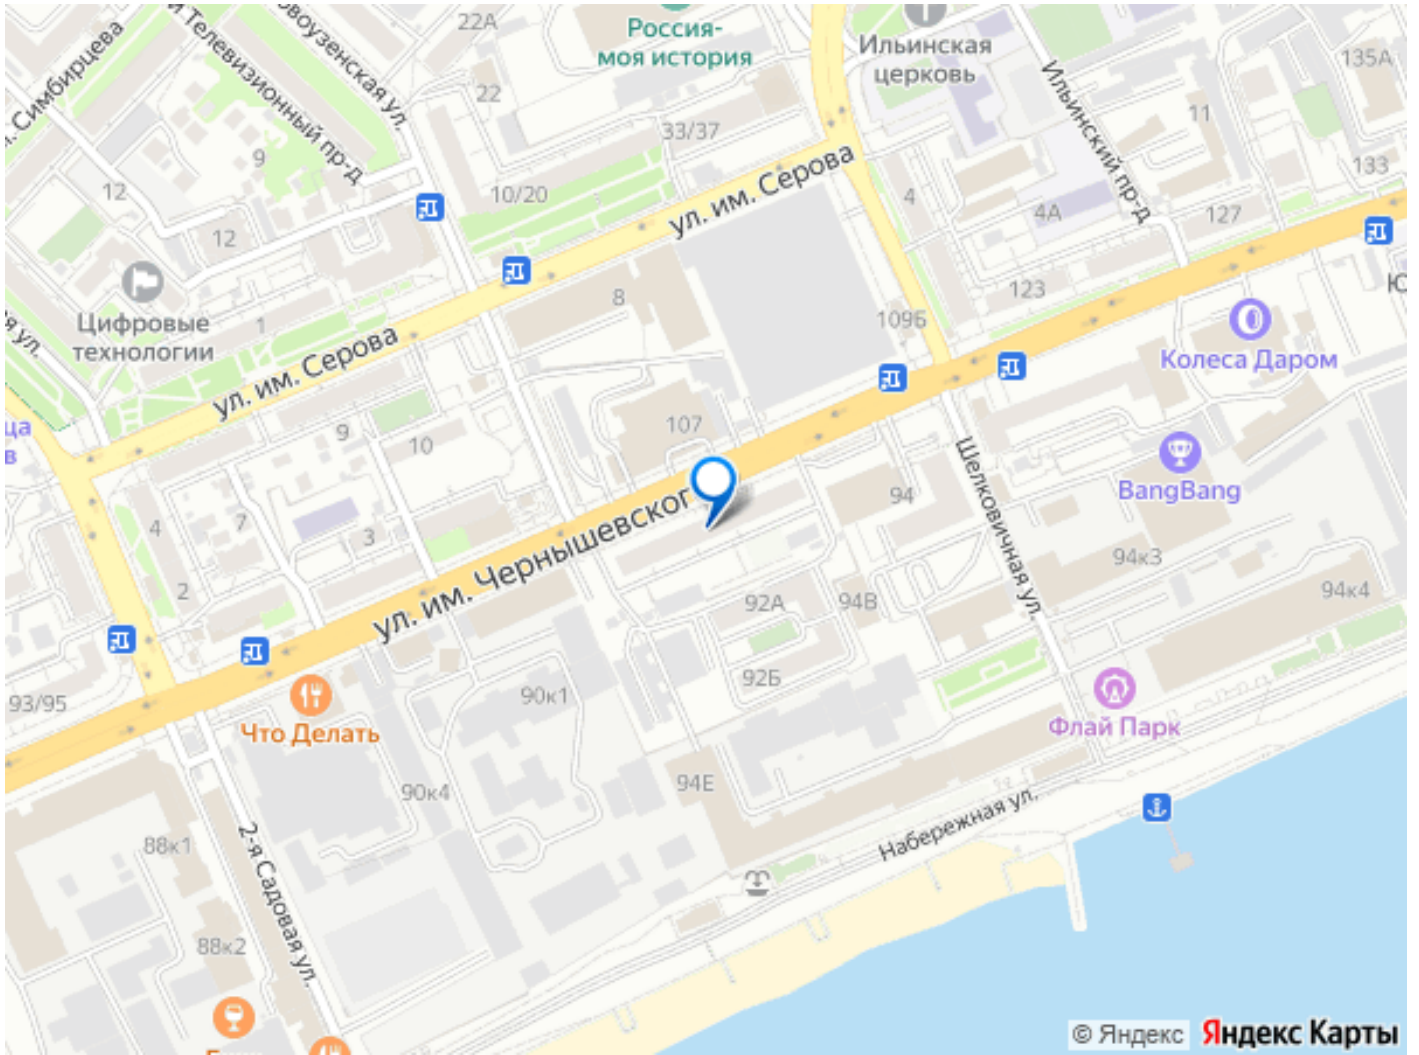 22А
Россия-
моя история
Ильинская
церковь
135А
22
Телевизионный пр-д
Ильинский пр-д
11
33/37
9
133
12
10/20
ул. им. Серова
4
4А
127
12
8
123
109Б
Цифровые
технологии
1
ул. им. Серова
Колеса Даром
107
9
10
Шелковичная ул.
BangBang
94
4
7
3
ул. им. Чернышевског
94к3
2
92А
94В
94к4
93/95
92Б
90к1
Что Делать
Флай Парк
94Е
90к4
Набережная ул.
88к1
2-я Садовая ул.
88к2
© Яндекс
Яндекс Карты